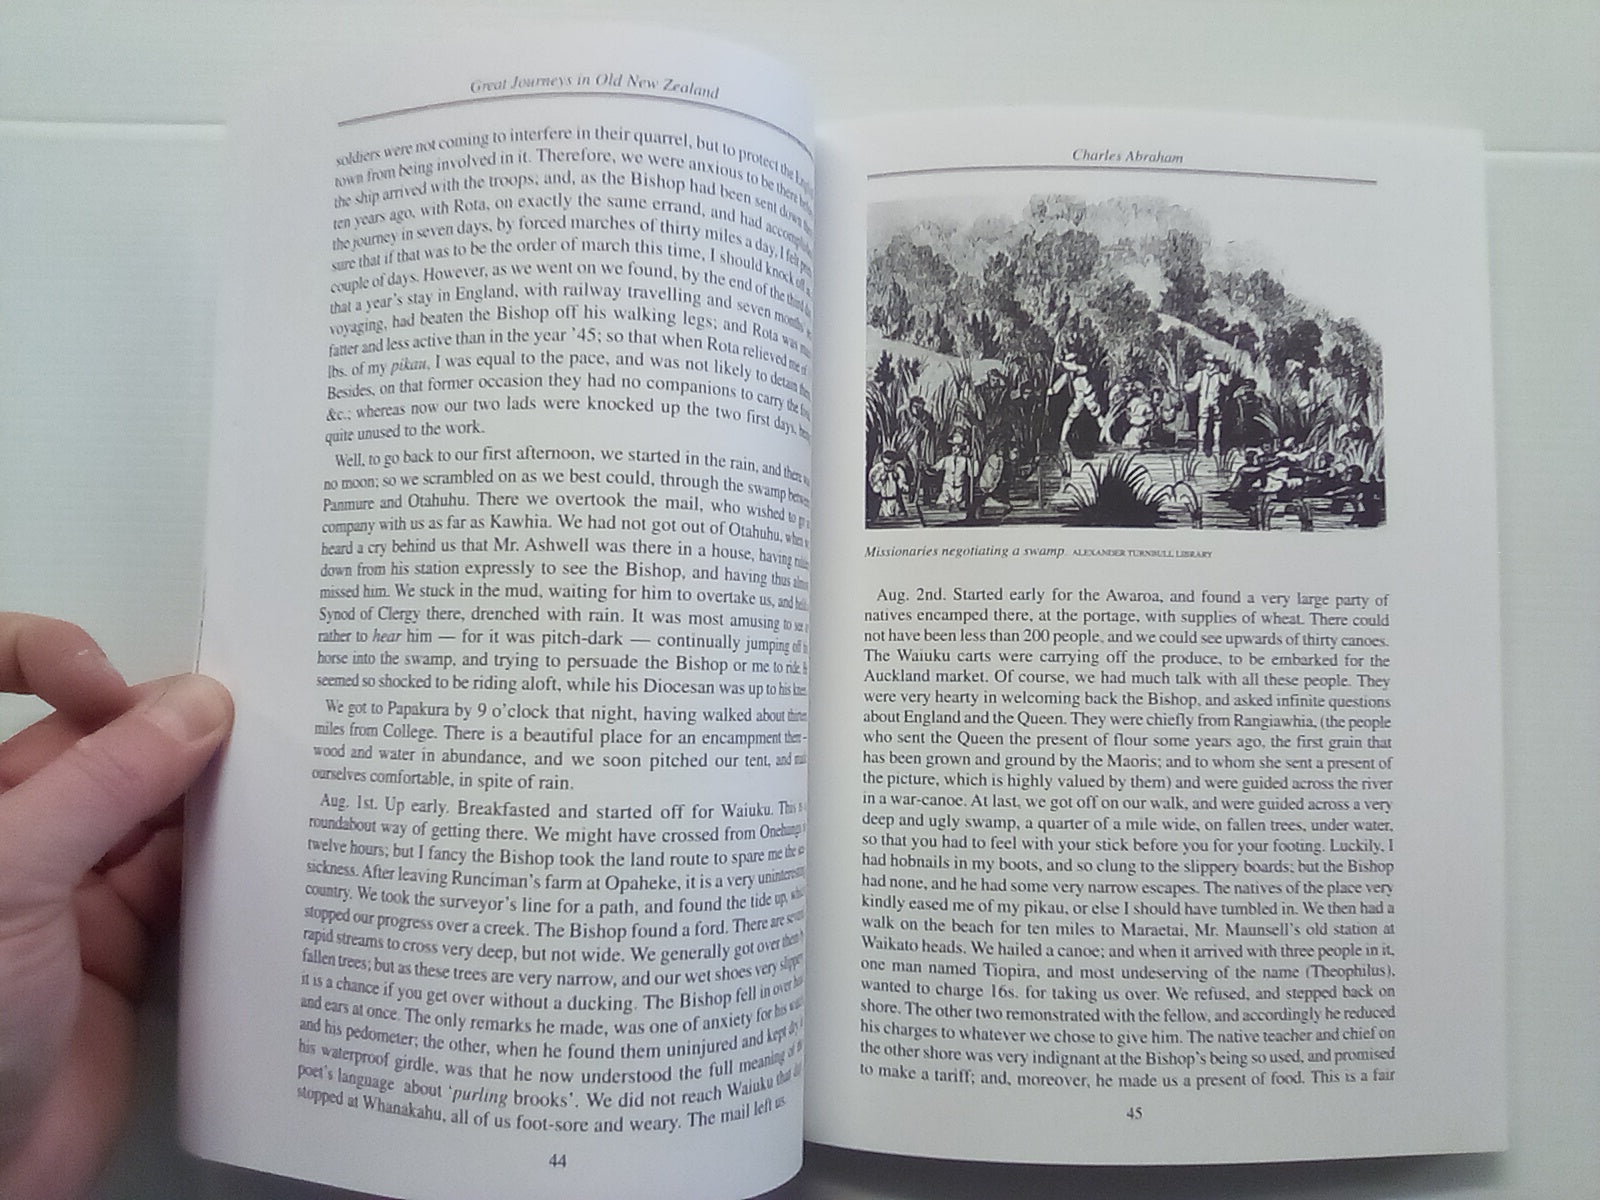 Great Journeys in Old New Zealand
soldiers were not coming to interfere in their quarrel, but to protect the
town from being involved in it. Therefore, we were anxious to be there
the ship arrived with the troops; and, as the Bishop had been sent down
ten years ago, with Rota, on exactly the same errand, and had
the journey in seven days, by forced marches of thirty miles a day, I felt
sure that if that was to be the order of march this time, I should knock
couple of days. However, as we went on we found, by the end of the third
that a year's stay in England, with railway travelling and seven months'
voyaging, had beaten the Bishop off his walking legs; and Rota was
fatter and less active than in the year '45; so that when Rota relieved me
lbs. of my pikau, I was equal to the pace, and was not likely to detain
Besides, on that former occasion they had no companions to carry the
&c.; whereas now our two lads were knocked up the two first days,
quite unused to the work.
Well, to go back to our first afternoon, we started in the rain, and there
no moon; so we scrambled on as we best could, through the swamp
Panmure and Otahuhu. There we overtook the mail, who wished to
company with us as far as Kawhia. We had not got out of Otahuhu,
heard a cry behind us that Mr. Ashwell was there in a house, having
down from his station expressly to see the Bishop, and having thus
missed him. We stuck in the mud, waiting for him to overtake us, and
Synod of Clergy there, drenched with rain. It was most amusing to
rather to hear him — for it was pitch-dark — continually jumping off
horse into the swamp, and trying to persuade the Bishop or me to ride.
seemed so shocked to be riding aloft, while his Diocesan was up to his
We got to Papakura by 9 o'clock that night, having walked about
miles from College. There is a beautiful place for an encampment
wood and water in abundance, and we soon pitched our tent, and
ourselves comfortable, in spite of rain.
Aug. 1st. Up early. Breakfasted and started off for Waiuku. This
roundabout way of getting there. We might have crossed from Onehunga
twelve hours; but I fancy the Bishop took the land route to spare me the
sickness. After leaving Runciman's farm at Opaheke, it is a very uninteresting
country. We took the surveyor's line for a path, and found the tide up,
stopped our progress over a creek. The Bishop found a ford. There are
rapid streams to cross very deep, but not wide. We generally got over them
fallen trees; but as these trees are very narrow, and our wet shoes very slippery
it is a chance if you get over without a ducking. The Bishop fell in over
and ears at once. The only remarks he made, was one of anxiety for his
and his pedometer; the other, when he found them uninjured and kept dry
his waterproof girdle, was that he now understood the full meaning of
poet's language about 'purling brooks'. We did not reach Waiuku that
stopped at Whanakahu, all of us foot-sore and weary. The mail left us.
44
Charles Abraham
Missionaries negotiating a swamp. ALEXANDER TURNBULL LIBRARY
Aug. 2nd. Started early for the Awaroa, and found a very large party of
natives encamped there, at the portage, with supplies of wheat. There could
not have been less than 200 people, and we could see upwards of thirty canoes.
The Waiuku carts were carrying off the produce, to be embarked for the
Auckland market. Of course, we had much talk with all these people. They
were very hearty in welcoming back the Bishop, and asked infinite questions
about England and the Queen. They were chiefly from Rangiawhia, (the people
who sent the Queen the present of flour some years ago, the first grain that
has been grown and ground by the Maoris; and to whom she sent a present of
the picture, which is highly valued by them) and were guided across the river
in a war-canoe. At last, we got off on our walk, and were guided across a very
deep and ugly swamp, a quarter of a mile wide, on fallen trees, under water,
so that you had to feel with your stick before you for your footing. Luckily, I
had hobnails in my boots, and so clung to the slippery boards; but the Bishop
had none, and he had some very narrow escapes. The natives of the place very
kindly eased me of my pikau, or else I should have tumbled in. We then had a
walk on the beach for ten miles to Maraetai, Mr. Maunsell's old station at
Waikato heads. We hailed a canoe; and when it arrived with three people in it,
one man named Tiopira, and most undeserving of the name (Theophilus),
wanted to charge 16s. for taking us over. We refused, and stepped back on
shore. The other two remonstrated with the fellow, and accordingly he reduced
his charges to whatever we chose to give him. The native teacher and chief on
the other shore was very indignant at the Bishop's being so used, and promised
to make a tariff; and, moreover, he made us a present of food. This is a fair
45